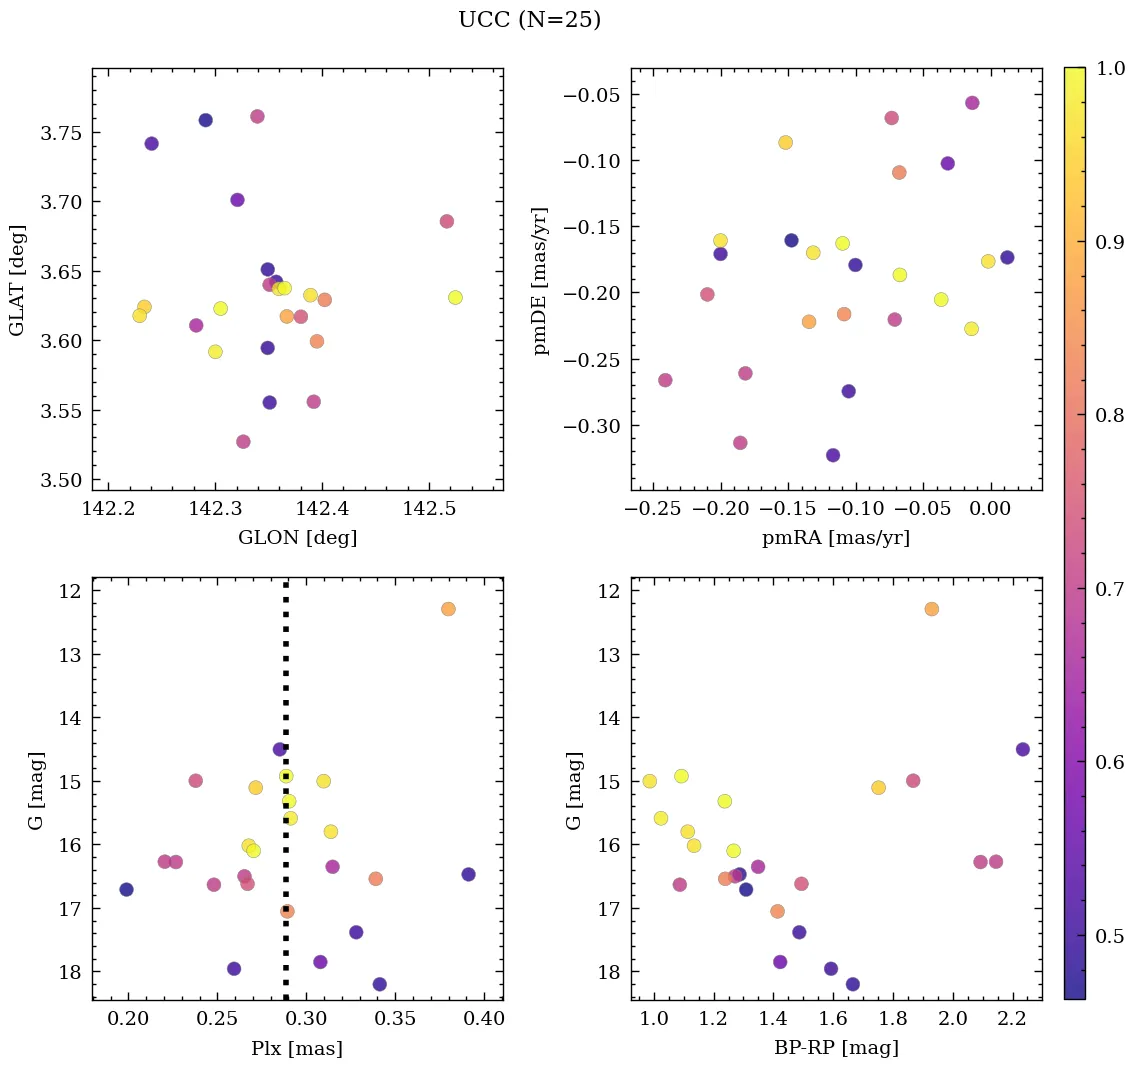 UCC (N=25)
3.75
3.70
3.65
3.60
3.55
3.50
GLAT [deg]
142.2 142.3 142.4 142.5
GLON [deg]
−0.05
−0.10
−0.15
−0.20
−0.25
−0.30
pmDE [mas/yr]
−0.25 −0.20 −0.15 −0.10 −0.05 0.00
pmRA [mas/yr]
12
13
14
15
16
17
18
G [mag]
0.20 0.25 0.30 0.35 0.40
Plx [mas]
12
13
14
15
16
17
18
G [mag]
1.0 1.2 1.4 1.6 1.8 2.0 2.2
BP-RP [mag]
1.0
0.9
0.8
0.7
0.6
0.5